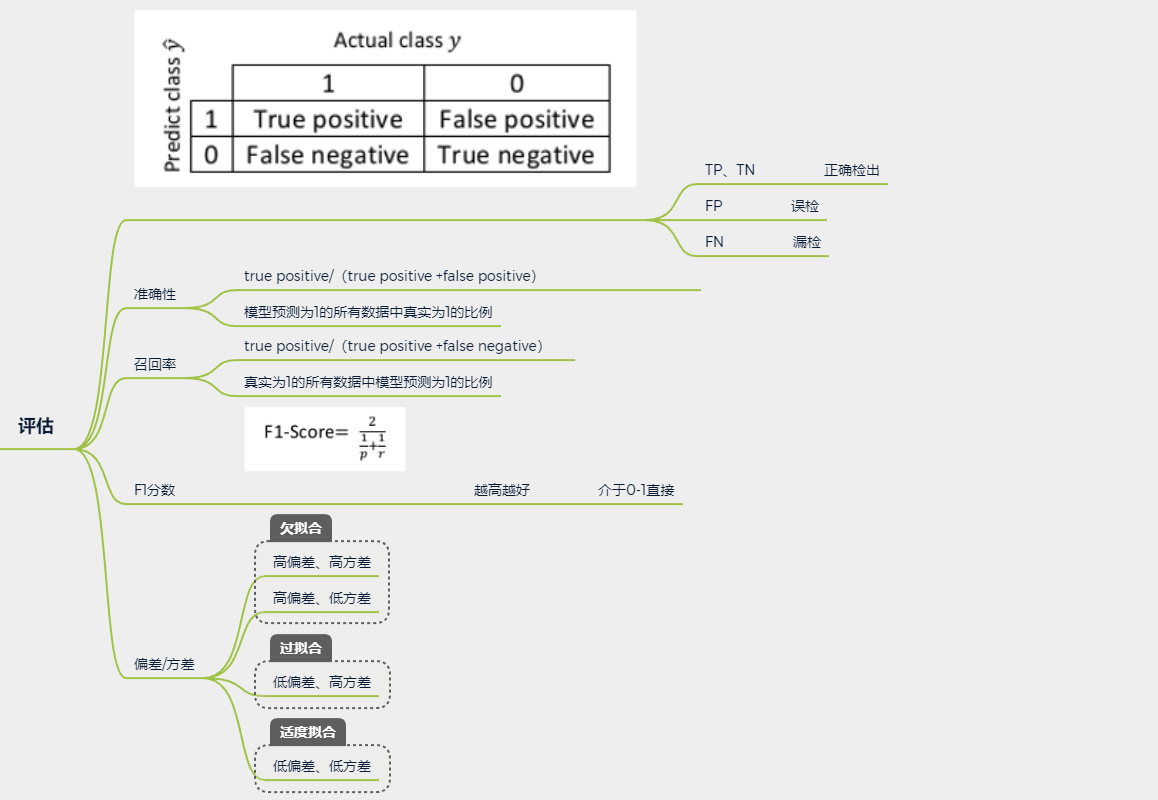 Actual class y
Predict class ŷ
1 0
1 True positive False positive
0 False negative True negative
TP、TN 正确检出
FP 误检
FN 漏检
准确性
true positive/（true positive +false positive）
模型预测为1的所有数据中真实为1的比例
召回率
true positive/（true positive +false negative）
真实为1的所有数据中模型预测为1的比例
评估
F1-Score= 2/(1/p+1/r)
F1分数 越高越好 介于0-1直接
偏差/方差
欠拟合
高偏差、高方差
高偏差、低方差
过拟合
低偏差、高方差
适度拟合
低偏差、低方差